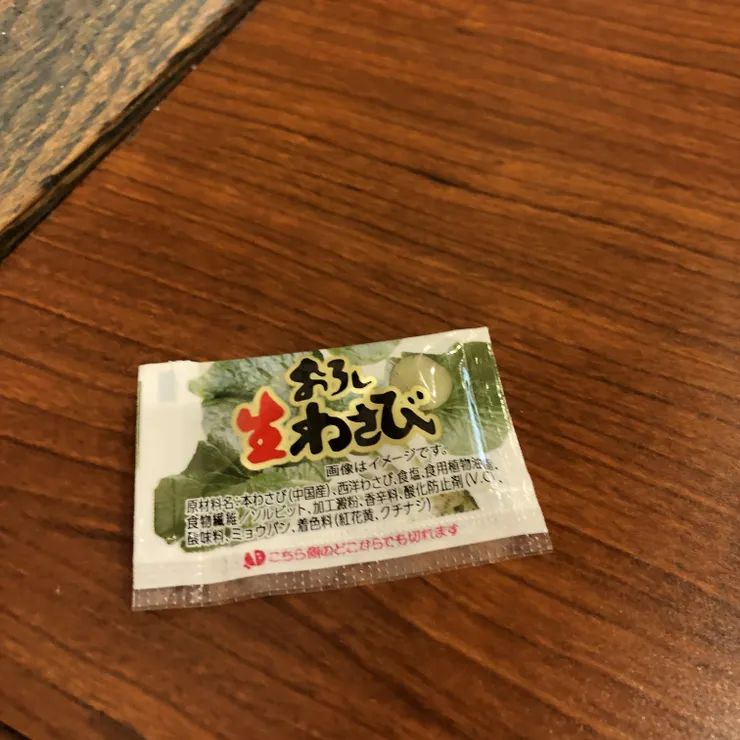 おろし
生わさび
画像はイメージです。
原材料名:本わさび(中国産)、西洋わさび、食塩、食用植物油脂、
食物繊維、ソルビット、加工澱粉、香辛料、酸化防止剤(V.C)、
酸味料、ミョウバン、着色料(紅花黄、クチナシ)
こちら側のどこからでも切れます